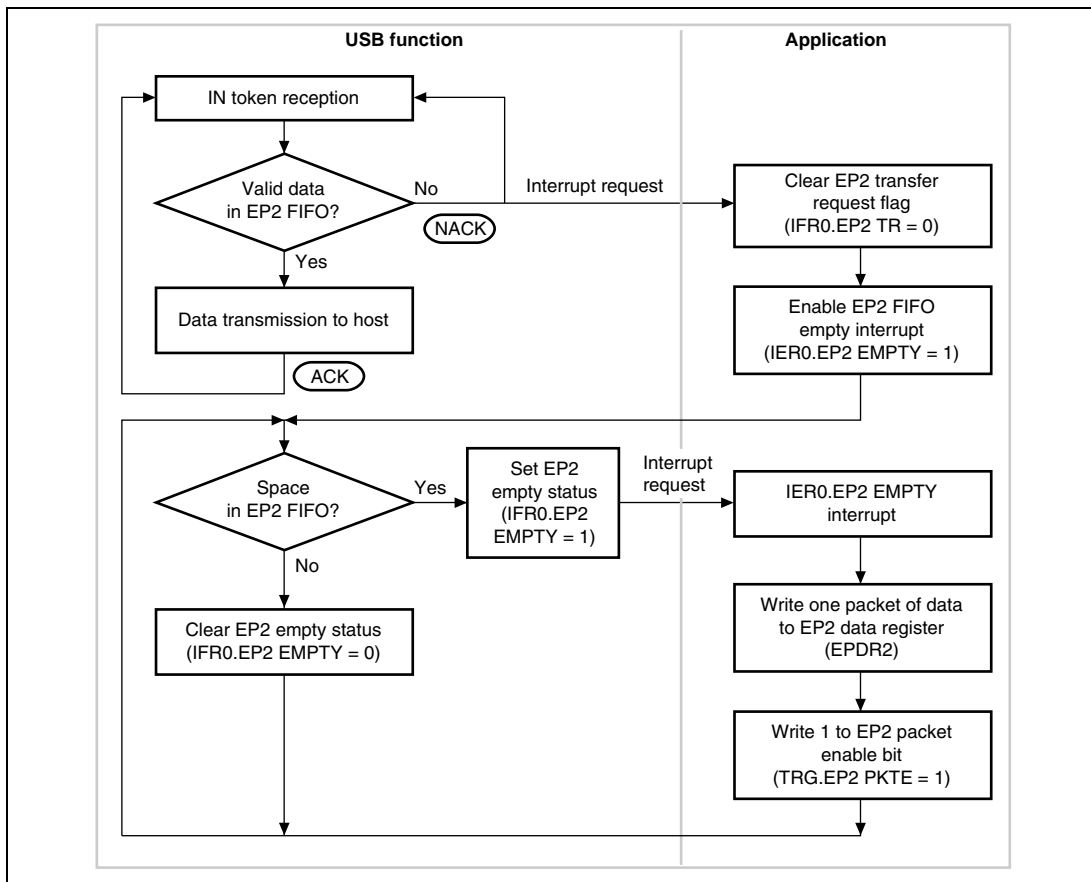 USB function
Application
IN token reception
Valid data
in EP2 FIFO?
No
NACK
Interrupt request
Clear EP2 transfer
request flag
(IFR0.EP2 TR = 0)
Yes
Data transmission to host
ACK
Enable EP2 FIFO
empty interrupt
(IER0.EP2 EMPTY = 1)
Space
in EP2 FIFO?
Yes
Set EP2
empty status
(IFR0.EP2
EMPTY = 1)
Interrupt
request
IER0.EP2 EMPTY
interrupt
No
Clear EP2 empty status
(IFR0.EP2 EMPTY = 0)
Write one packet of data
to EP2 data register
(EPDR2)
Write 1 to EP2 packet
enable bit
(TRG.EP2 PKTE = 1)